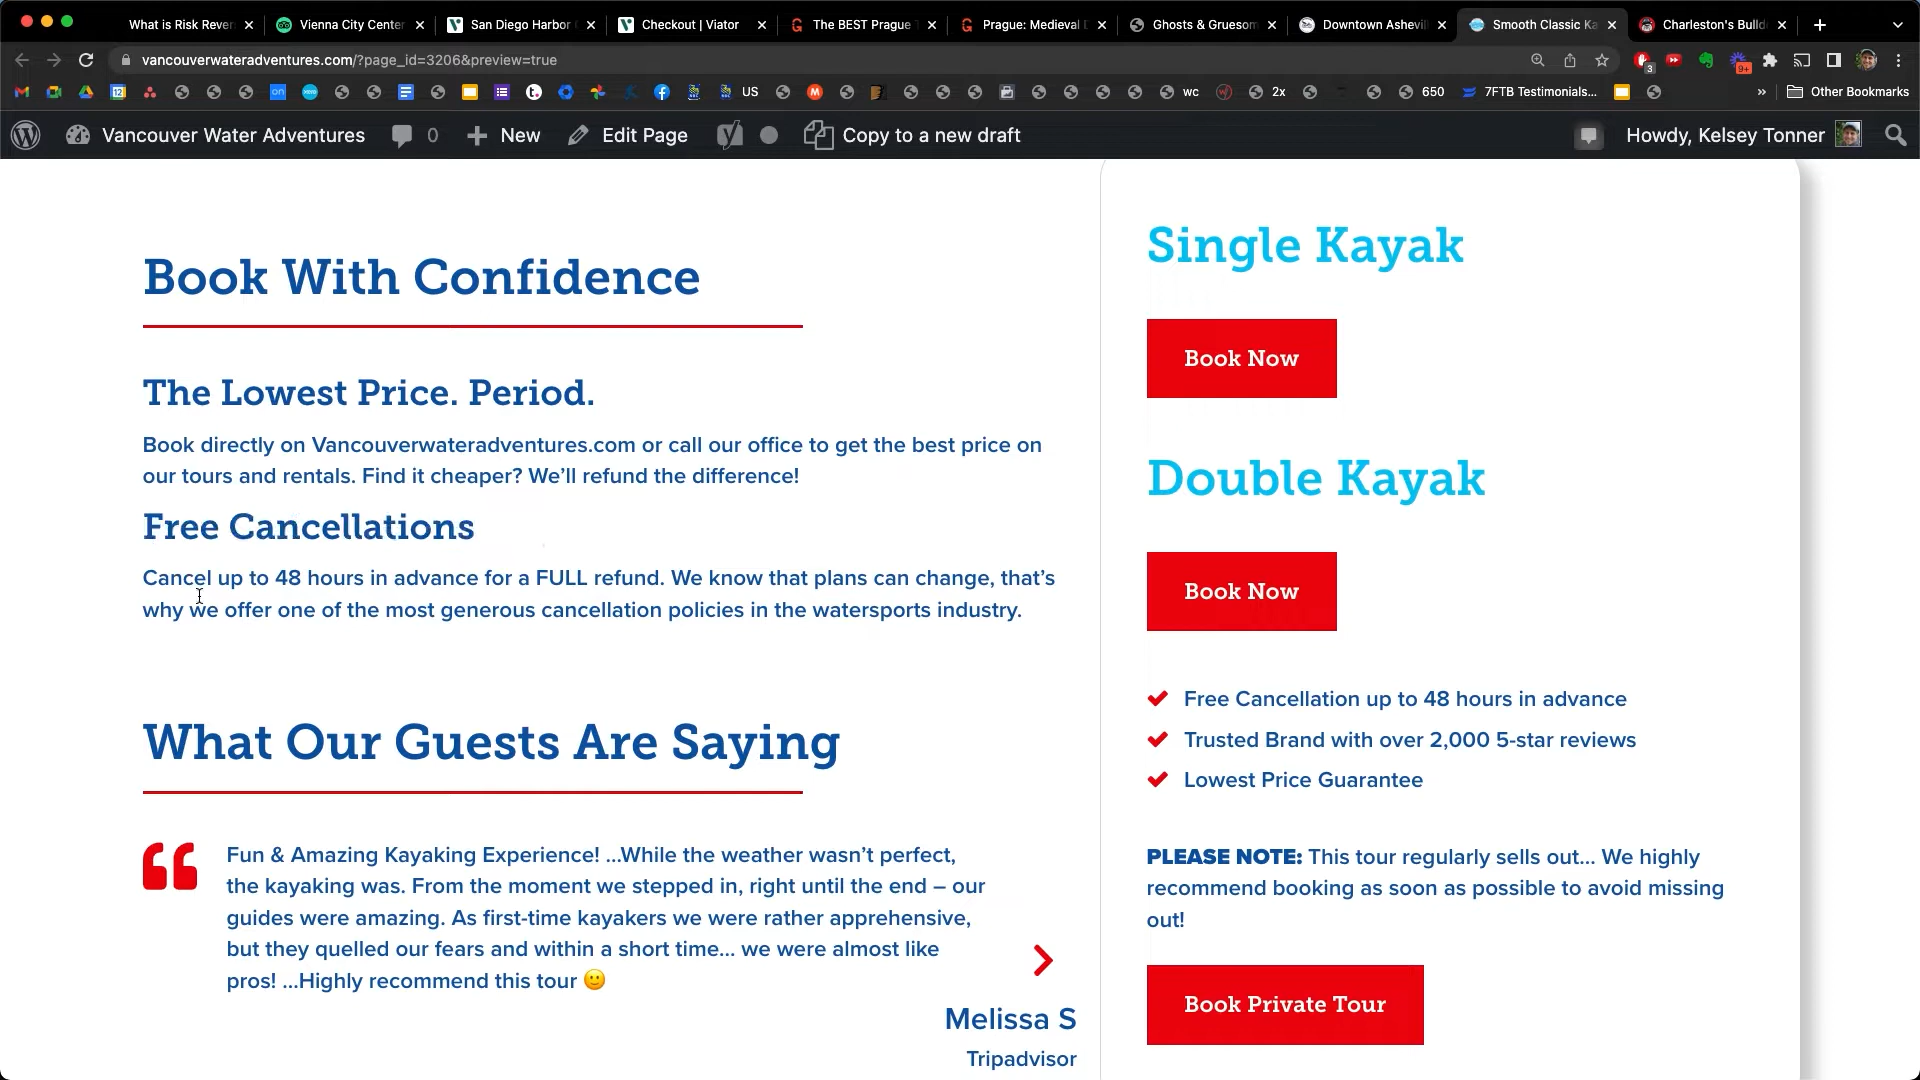 What is Risk Rever
Vienna City Center
San Diego Harbor
Checkout | Viator
The BEST Prague T
Prague: Medieval D
Ghosts & Gruesom
Downtown Ashevil
Smooth Classic Ka
Charleston's Bulld
vancouverwateradventures.com/?page_id=3206&preview=true
3
9+
12
on
xero
US
wc
2x
650
7FTB Testimonials...
»
Other Bookmarks
Vancouver Water Adventures
0
New
Edit Page
Copy to a new draft
Howdy, Kelsey Tonner
Book With Confidence
The Lowest Price. Period.
Book directly on Vancouverwateradventures.com or call our office to get the best price on
our tours and rentals. Find it cheaper? We’ll refund the difference!
Free Cancellations
Cancel up to 48 hours in advance for a FULL refund. We know that plans can change, that’s
why we offer one of the most generous cancellation policies in the watersports industry.
What Our Guests Are Saying
Fun & Amazing Kayaking Experience! ...While the weather wasn’t perfect,
the kayaking was. From the moment we stepped in, right until the end – our
guides were amazing. As first-time kayakers we were rather apprehensive,
but they quelled our fears and within a short time... we were almost like
pros! ...Highly recommend this tour 🙂
Melissa S
Tripadvisor
Single Kayak
Book Now
Double Kayak
Book Now
Free Cancellation up to 48 hours in advance
Trusted Brand with over 2,000 5-star reviews
Lowest Price Guarantee
PLEASE NOTE: This tour regularly sells out... We highly
recommend booking as soon as possible to avoid missing
out!
Book Private Tour